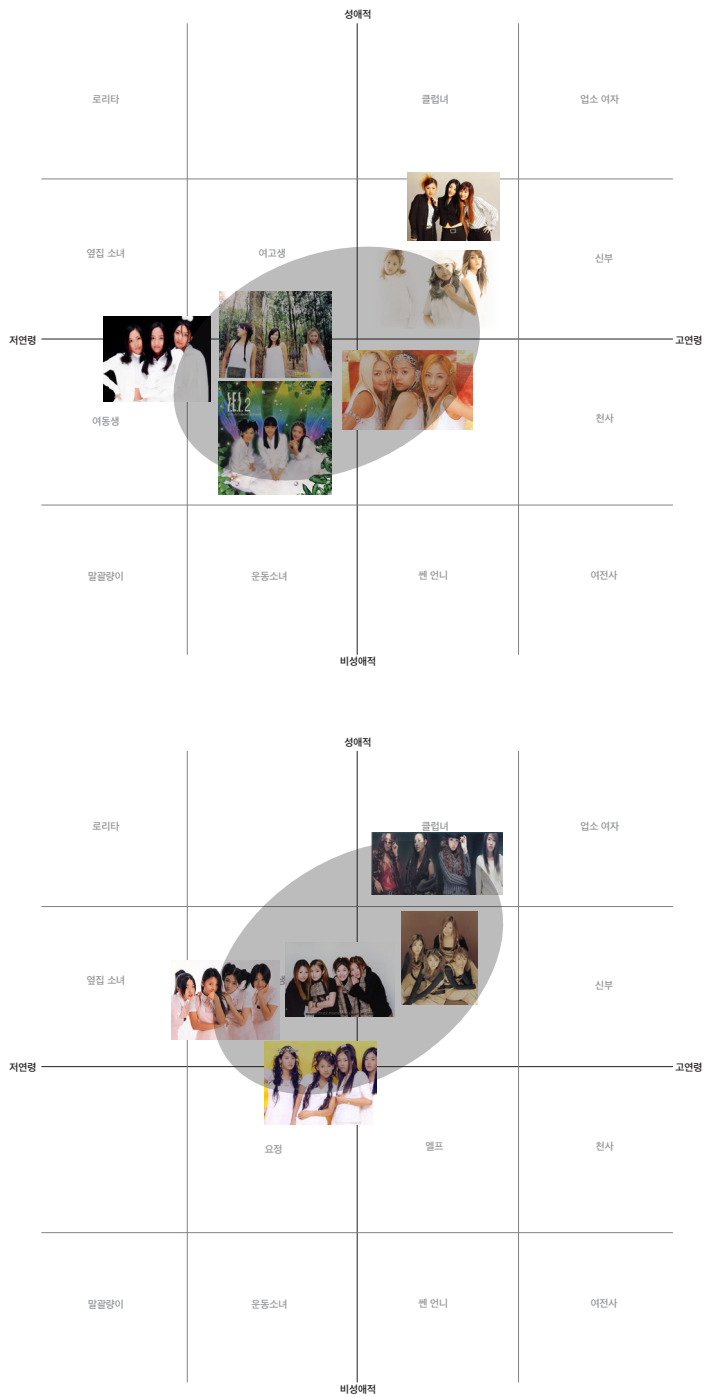 성애적
로리타
클럽녀
업소 여자
옆집 소녀
여고생
신부
저연령
고연령
여동생
천사
말괄량이
운동소녀
쎈 언니
여전사
비성애적
성애적
로리타
클럽녀
업소 여자
옆집 소녀
신부
저연령
고연령
요정
엘프
천사
말괄량이
운동소녀
쎈 언니
여전사
비성애적